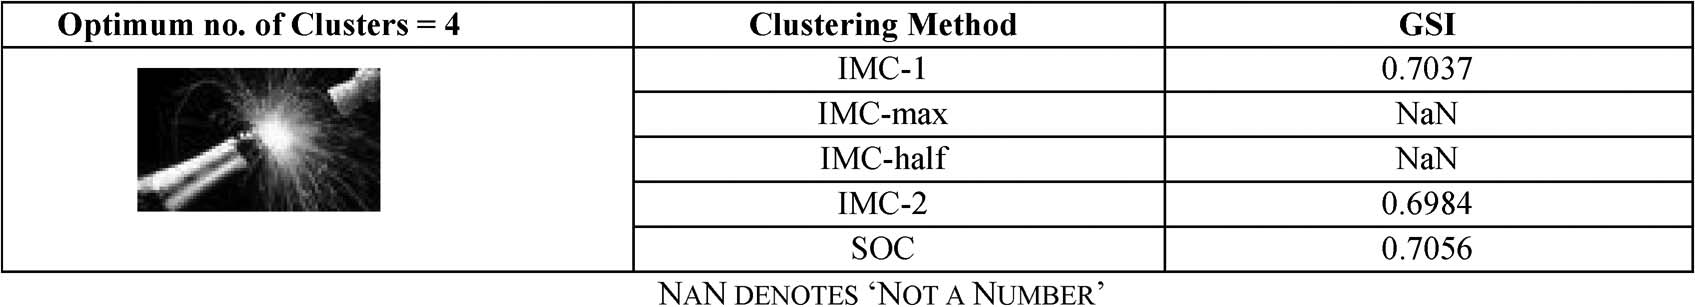 Optimum no. of Clusters = 4 Clustering Method GSI
IMC-1 0.7037
IMC-max NaN
IMC-half NaN
IMC-2 0.6984
SOC 0.7056
NAN DENOTES ‘NOT A NUMBER’